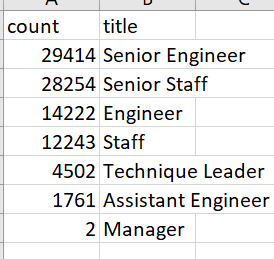 A B C
count title
29414 Senior Engineer
28254 Senior Staff
14222 Engineer
12243 Staff
4502 Technique Leader
1761 Assistant Engineer
2 Manager